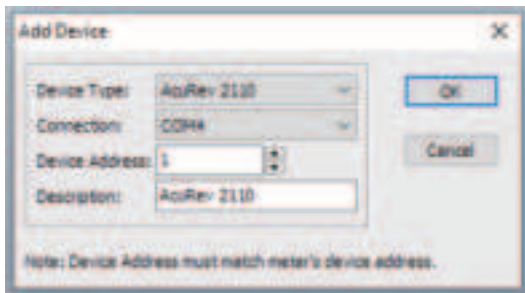 Add Device
Device Type: AcuRev 2110
Connection: COM4
Device Address: 1
Description: AcuRev 2110
OK
Cancel
Note: Device Address must match meter's device address.